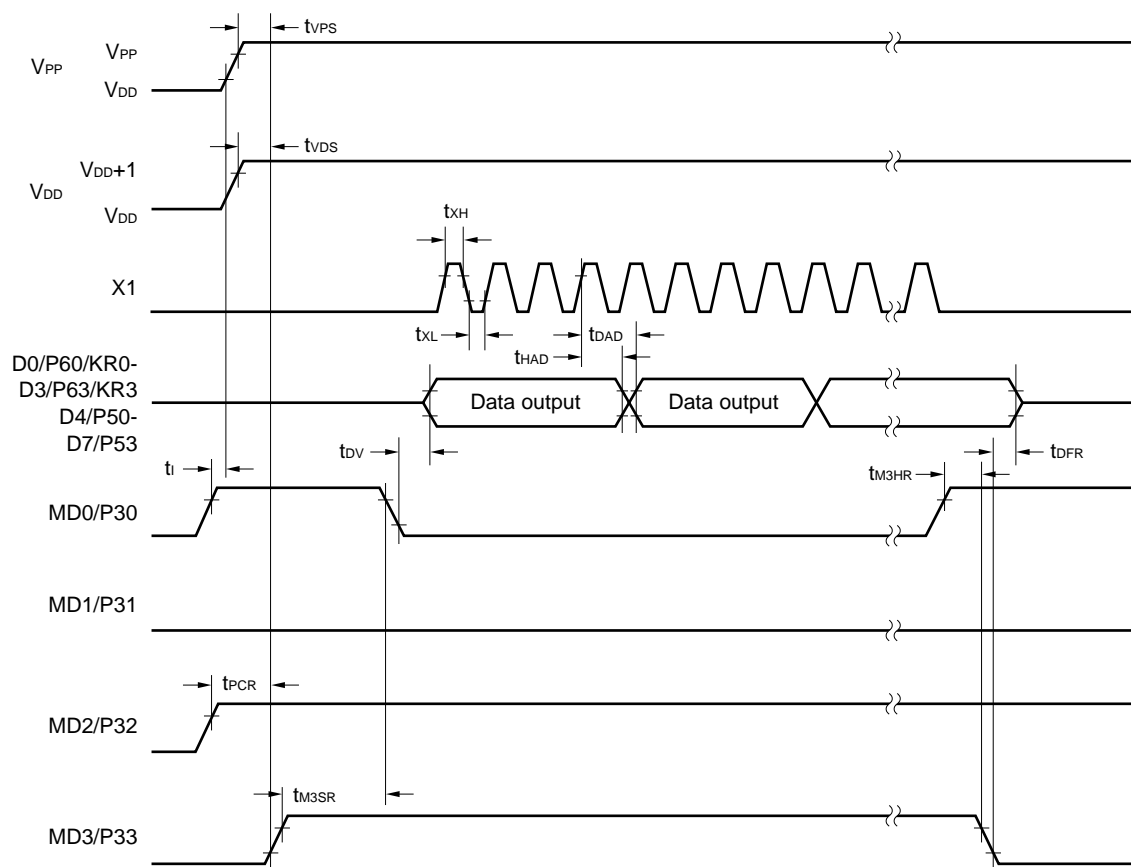 tVPS
VPP
VPP
VDD
tVDS
VDD+1
VDD
VDD
tXH
X1
tXL
tDAD
tHAD
D0/P60/KR0-
D3/P63/KR3
D4/P50-
D7/P53
Data output
Data output
tDV
tDFR
tI
tM3HR
MD0/P30
MD1/P31
tPCR
MD2/P32
tM3SR
MD3/P33